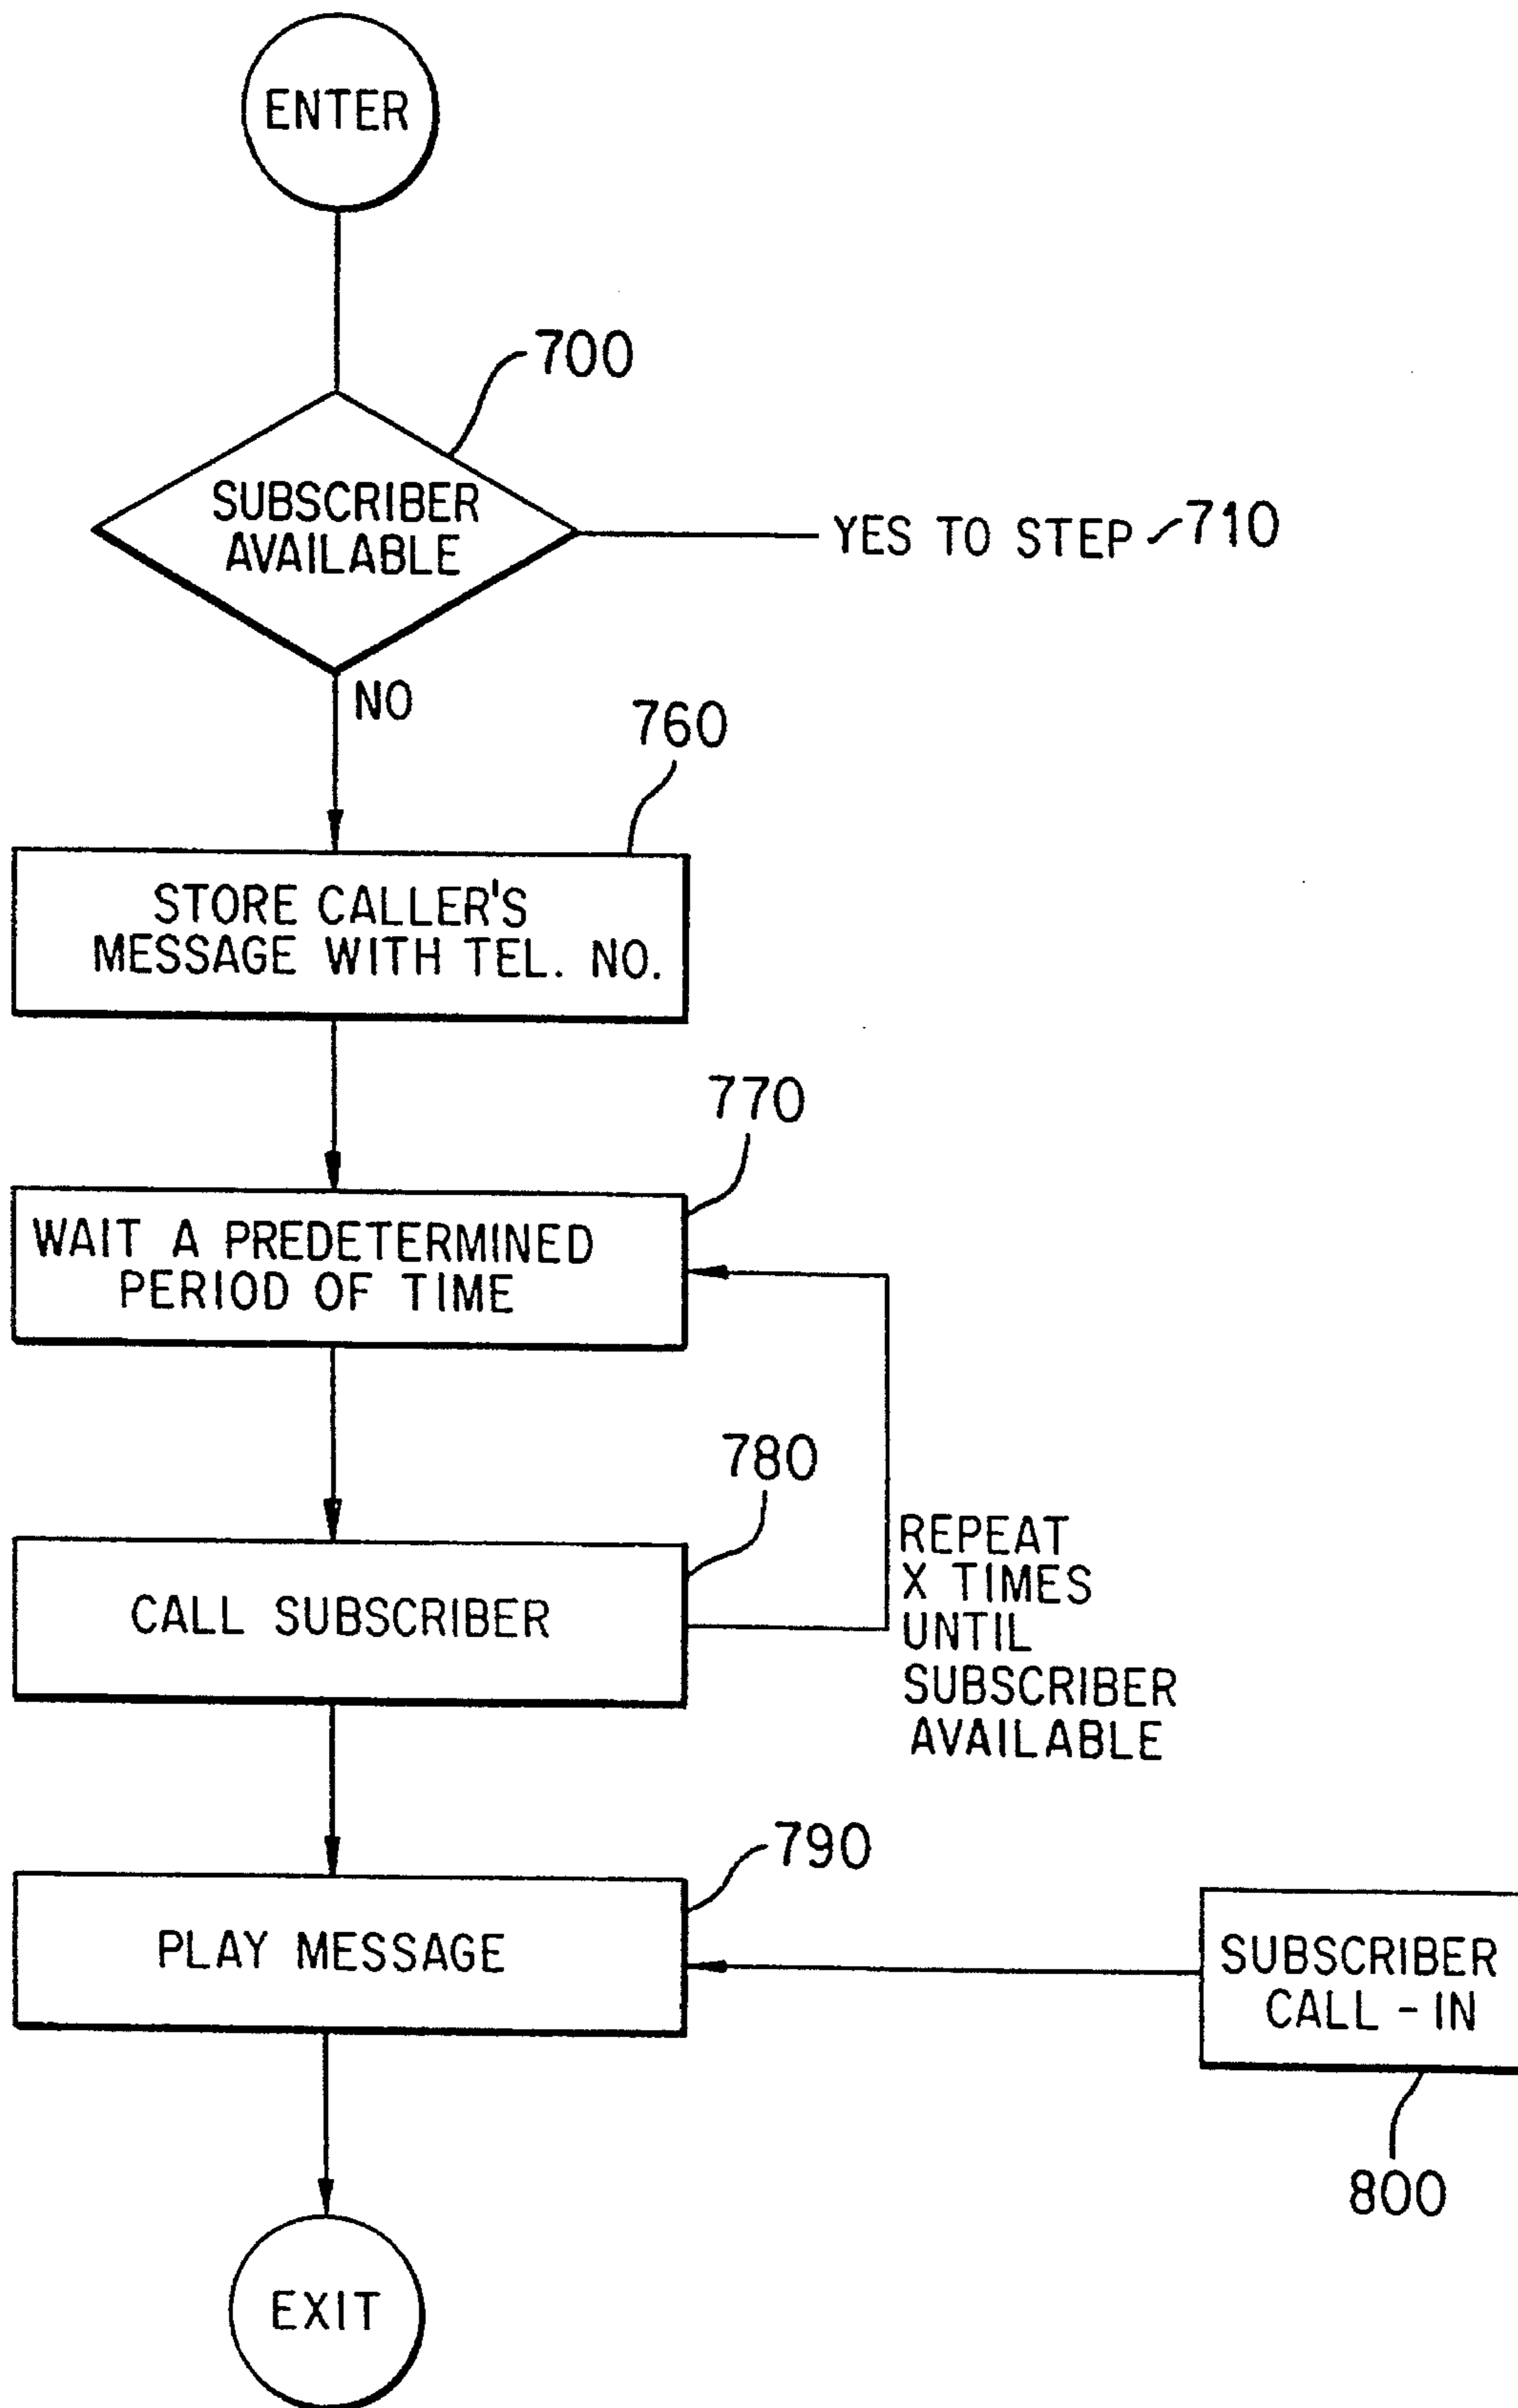 ENTER
700
SUBSCRIBER
AVAILABLE
YES TO STEP 710
NO
760
STORE CALLER'S
MESSAGE WITH TEL. NO.
770
WAIT A PREDETERMINED
PERIOD OF TIME
780
CALL SUBSCRIBER
REPEAT
X TIMES
UNTIL
SUBSCRIBER
AVAILABLE
790
PLAY MESSAGE
SUBSCRIBER
CALL-IN
800
EXIT